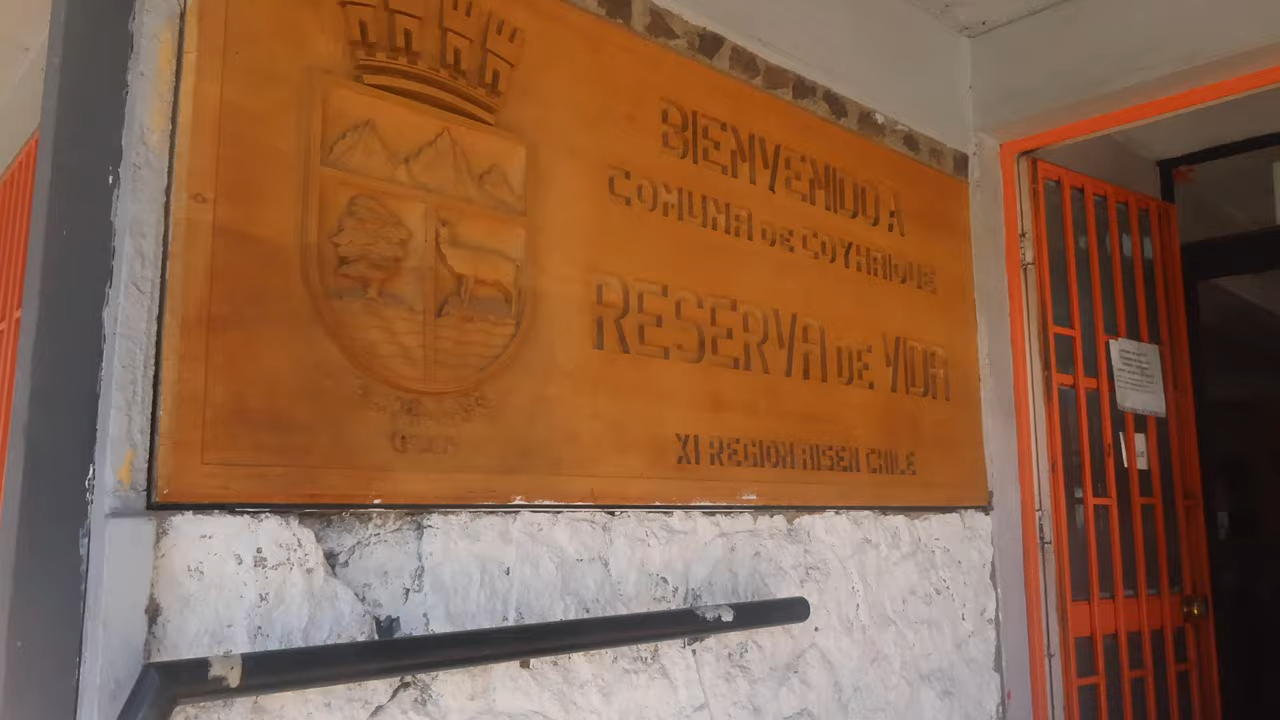 BIENVENIDO A
COMUNA DE COYHAIQUE
RESERVA DE VIDA
XI REGION AISEN CHILE